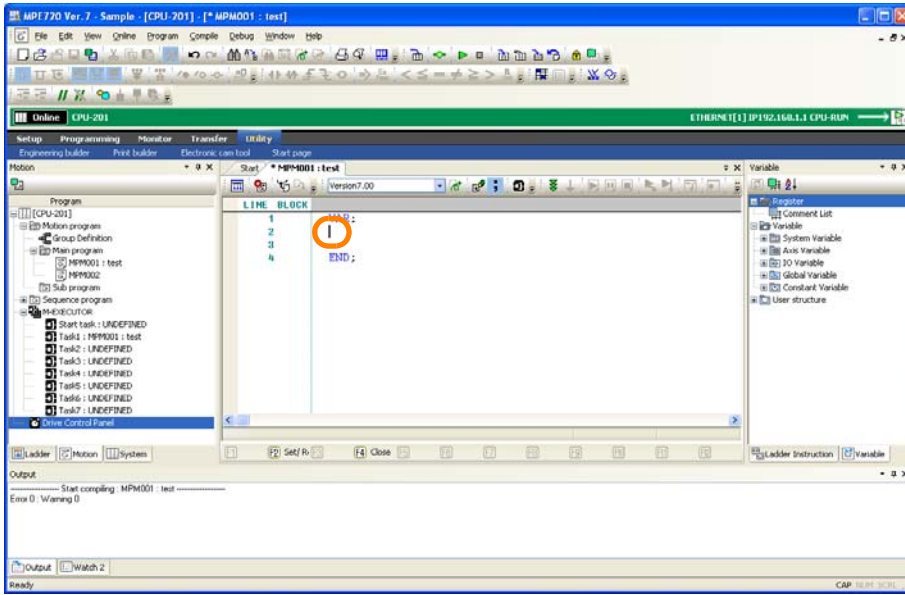 MPE720 Ver.7 - Sample - [CPU-201] - [* MPM001 : test]
File Edit View Online Program Compile Debug Window Help
Online CPU-201
ETHERNET[1] IP192.168.1.1 CPU-RUN
Setup Programming Monitor Transfer Utility
Engineering builder Print builder Electronic cam tool Start page
Motion
Start * MPM001 : test
Variable
Version7.00
Program
[CPU-201]
Motion program
Group Definition
Main program
MPM001 : test
MPM002
Sub program
Sequence program
M-EXECUTOR
Start task : UNDEFINED
Task1 : MPM001 : test
Task2 : UNDEFINED
Task3 : UNDEFINED
Task4 : UNDEFINED
Task5 : UNDEFINED
Task6 : UNDEFINED
Task7 : UNDEFINED
Drive Control Panel
LINE BLOCK
1 VAR;
2
3
4 END;
Register
Comment List
Variable
System Variable
Axis Variable
IO Variable
Global Variable
Constant Variable
User structure
Ladder Motion System
F2 Set/ F4 Close
Ladder Instruction Variable
Output
---------------- Start compiling : MPM001 : test ----------------
Error 0 : Warning 0
Output Watch 2
Ready
CAP NUM SCRL